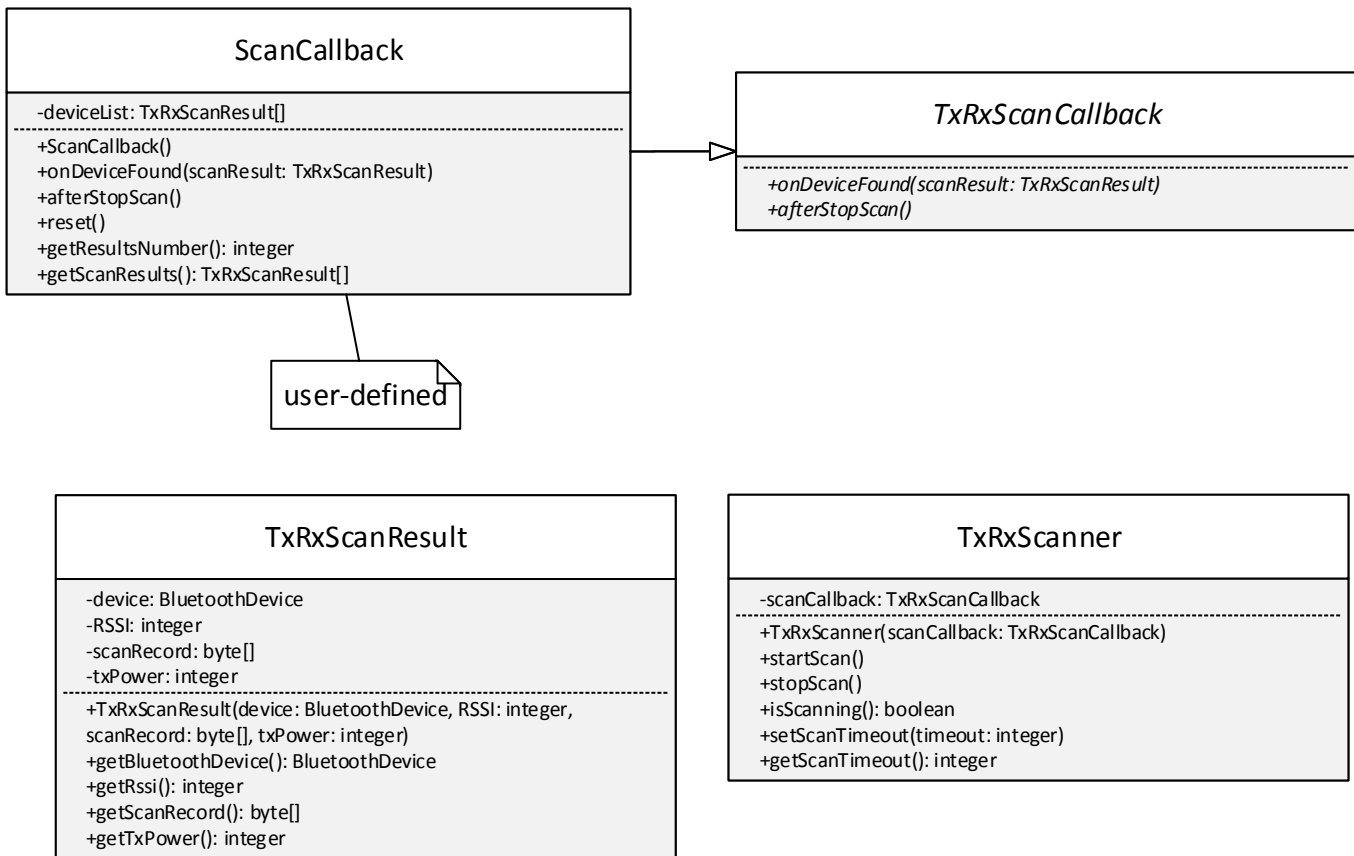 ScanCallback
-deviceList: TxRxScanResult[]
+ScanCallback()
+onDeviceFound(scanResult: TxRxScanResult)
+afterStopScan()
+reset()
+getResultsNumber(): integer
+getScanResults(): TxRxScanResult[]
user-defined
TxRxScanCallback
+onDeviceFound(scanResult: TxRxScanResult)
+afterStopScan()
TxRxScanResult
-device: BluetoothDevice
-RSSI: integer
-scanRecord: byte[]
-txPower: integer
+TxRxScanResult(device: BluetoothDevice, RSSI: integer,
scanRecord: byte[], txPower: integer)
+getBluetoothDevice(): BluetoothDevice
+getRssi(): integer
+getScanRecord(): byte[]
+getTxPower(): integer
TxRxScanner
-scanCallback: TxRxScanCallback
+TxRxScanner(scanCallback: TxRxScanCallback)
+startScan()
+stopScan()
+isScanning(): boolean
+setScanTimeout(timeout: integer)
+getScanTimeout(): integer